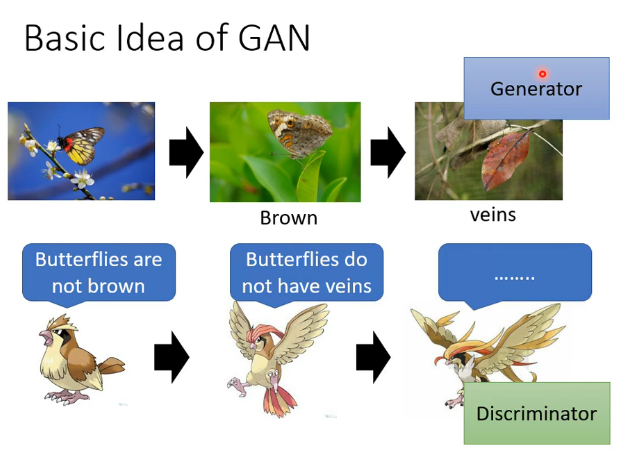 Basic Idea of GAN
Generator
Brown
veins
Butterflies are
not brown
Butterflies do
not have veins
........
Discriminator